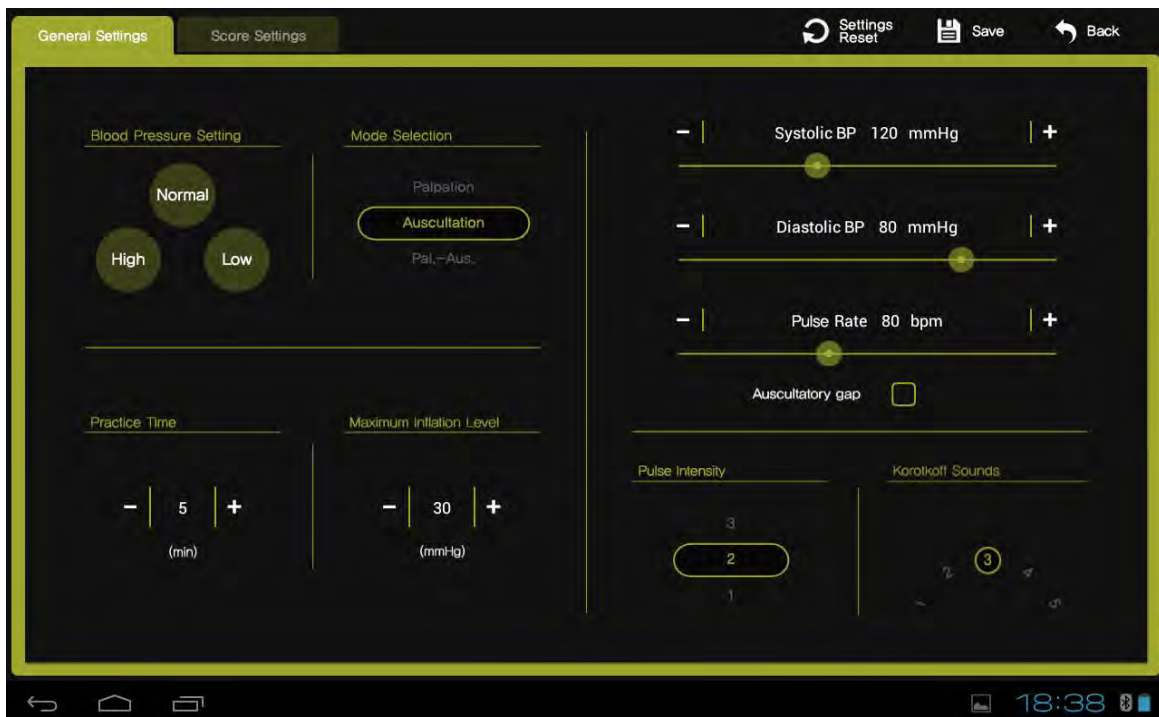 General Settings
Score Settings
Settings
Reset
Save
Back
Blood Pressure Setting
Normal
High
Low
Mode Selection
Palpation
Auscultation
Pal.-Aus.
Practice Time
- 5 +
(min)
Maximum Inflation Level
- 30 +
(mmHg)
- Systolic BP 120 mmHg +
- Diastolic BP 80 mmHg +
- Pulse Rate 80 bpm +
Auscultatory gap
Pulse Intensity
3
2
1
Korotkoff Sounds
1 2 3 4 5
18:38